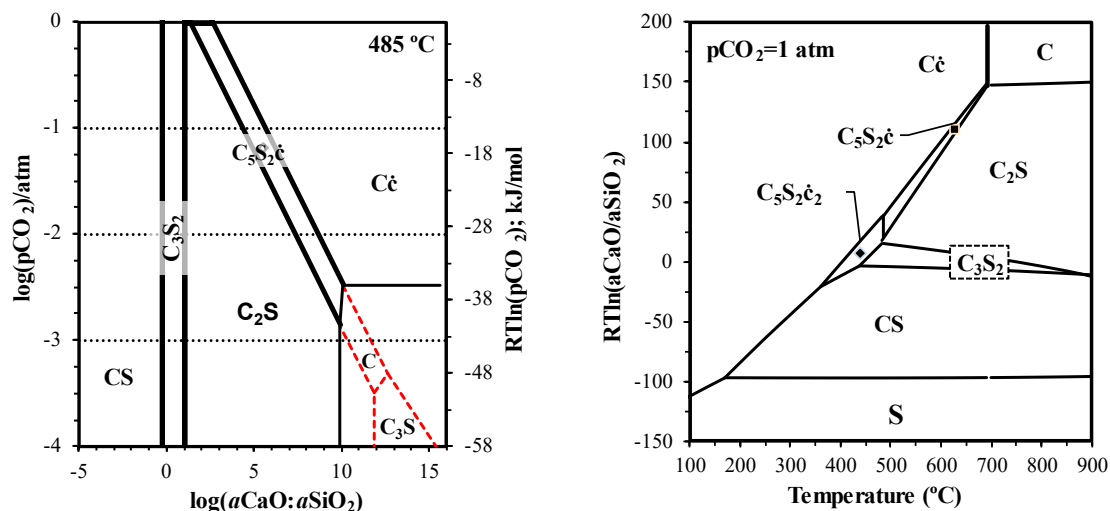 485 ºC
log(pCO₂)/atm
0
-1
-2
-3
-4
-5
0
5
10
15
log(aCaO:aSiO₂)
-8
-18
-28
-36
-48
-58
RTln(pCO₂); kJ/mol
C₅S₂ċ
Cċ
C₃S₂
C₂S
CS
C
C₃S
pCO₂=1 atm
RTln(aCaO/aSiO₂)
200
150
100
50
0
-50
-100
-150
100
200
300
400
500
600
700
800
900
Temperature (ºC)
Cċ
C
C₅S₂ċ
C₂S
C₅S₂ċ₂
C₃S₂
CS
S